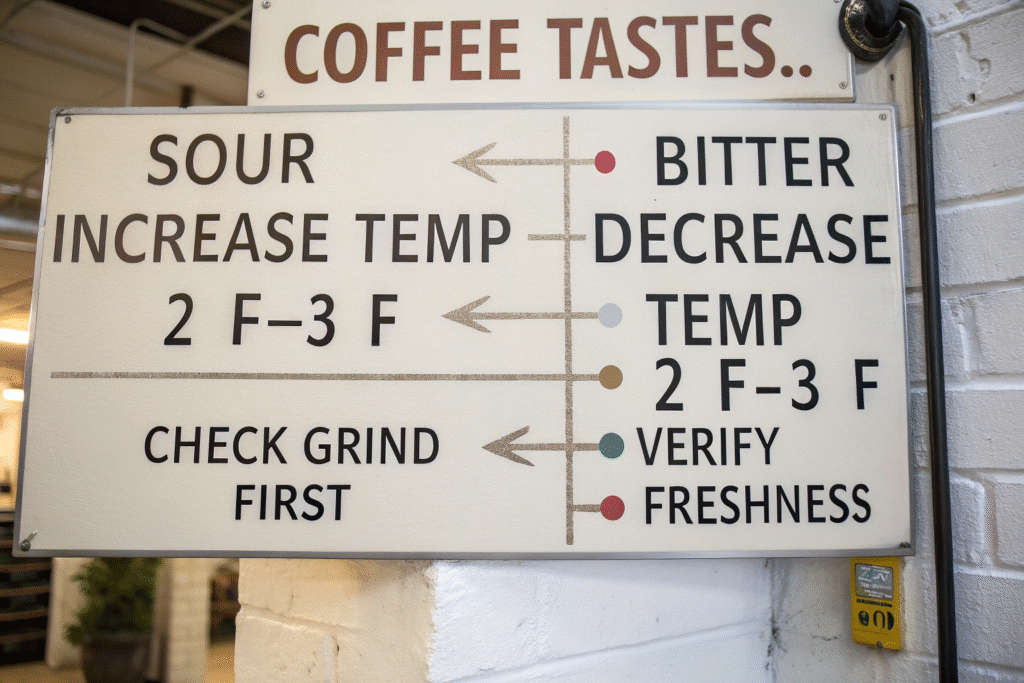 COFFEE TASTES..
SOUR
INCREASE TEMP
2 F–3 F
CHECK GRIND
FIRST
BITTER
DECREASE
TEMP
2 F–3 F
VERIFY
FRESHNESS